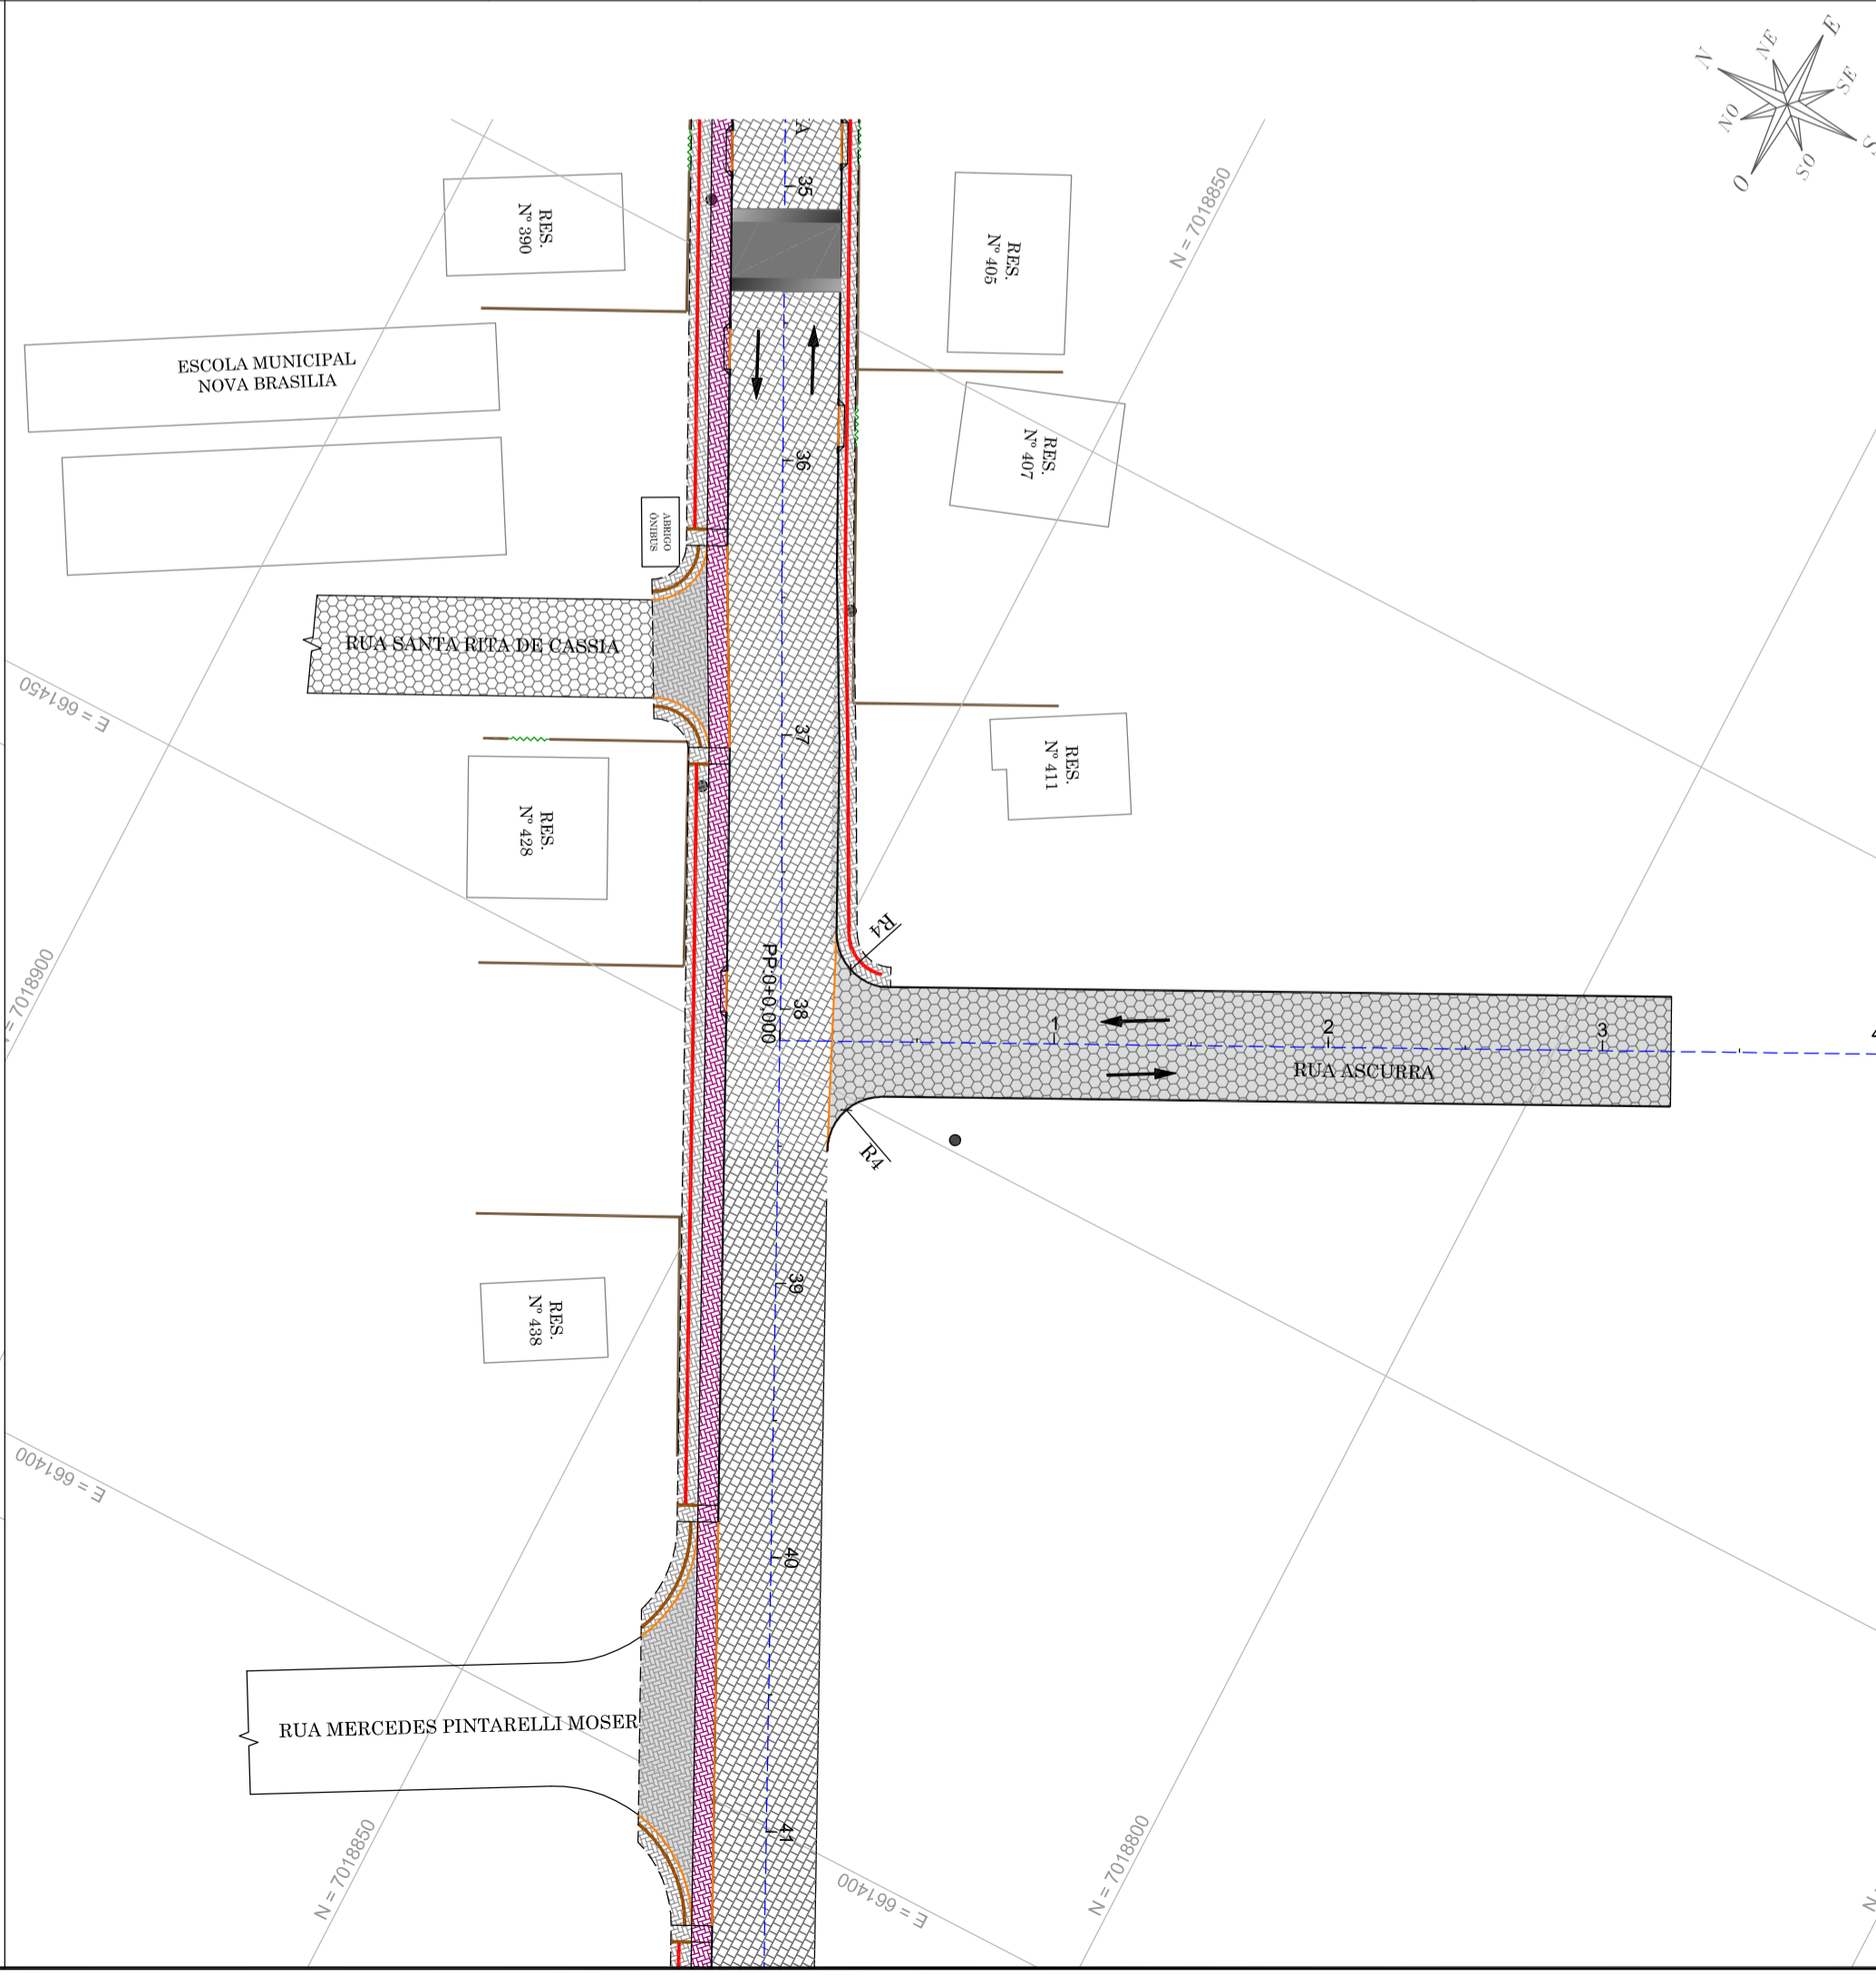 N
NE
E
SE
NO
SO
O
A
35
RES.
Nº 390
RES.
Nº 405
N = 7018850
ESCOLA MUNICIPAL
NOVA BRASILIA
36
RES.
Nº 407
ABRIGO
ÔNIBUS
RUA SANTA RITA DE CASSIA
E = 661450
37
RES.
Nº 411
RES.
Nº 428
R4
= 7018900
PP:0+0,000
38
1
2
3
4
RUA ASCURRA
R4
39
RES.
Nº 438
E = 661400
40
RUA MERCEDES PINTARELLI MOSER
41
N = 7018850
E = 661400
N = 7018800
N